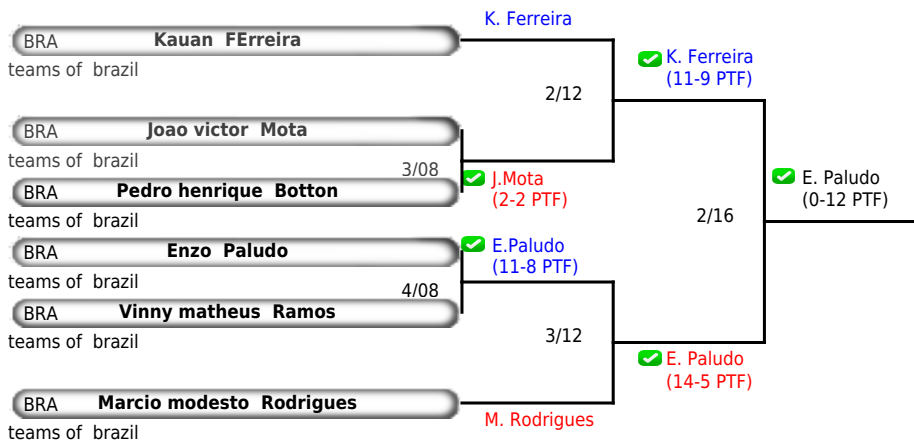 K. Ferreira
BRA Kauan FErreira
teams of brazil
K. Ferreira
(11-9 PTF)
2/12
BRA Joao victor Mota
teams of brazil
3/08
J.Mota
(2-2 PTF)
BRA Pedro henrique Botton
teams of brazil
E. Paludo
(0-12 PTF)
2/16
BRA Enzo Paludo
teams of brazil
E.Paludo
(11-8 PTF)
4/08
BRA Vinny matheus Ramos
teams of brazil
3/12
E. Paludo
(14-5 PTF)
BRA Marcio modesto Rodrigues
teams of brazil
M. Rodrigues